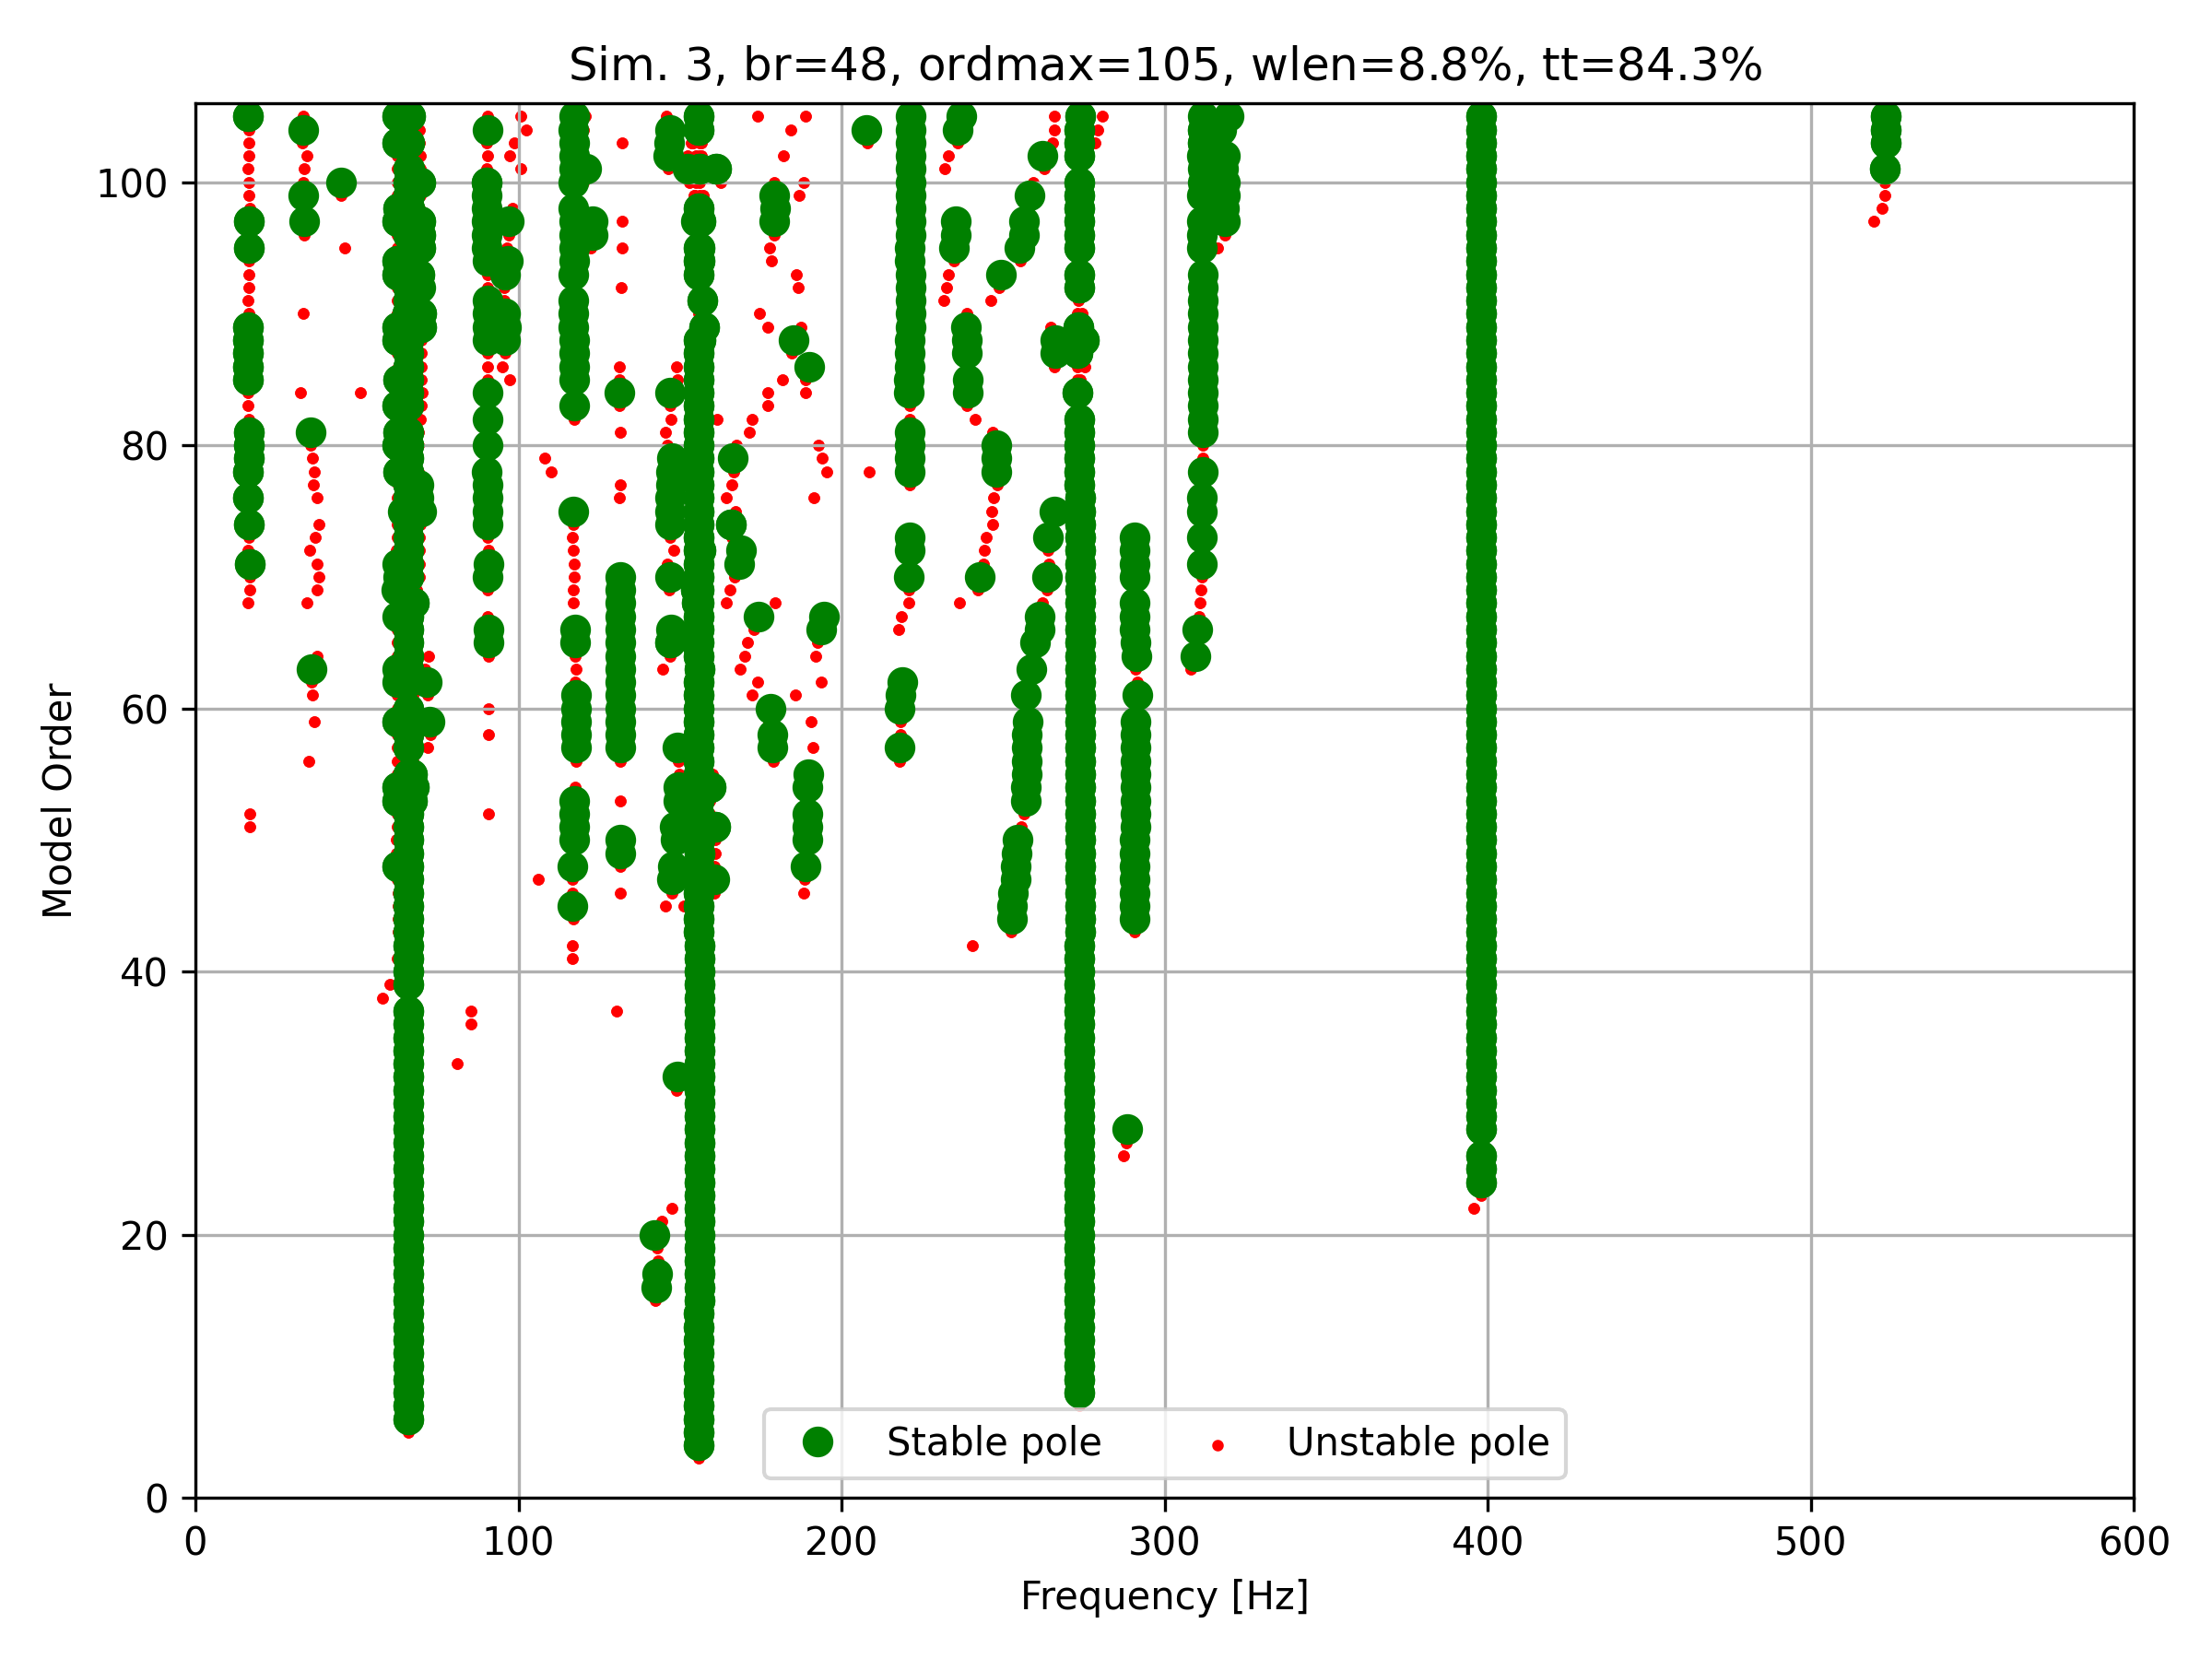 Sim. 3, br=48, ordmax=105, wlen=8.8%, tt=84.3%
100
80
60
40
20
0
Model Order
Stable pole
Unstable pole
0 100 200 300 400 500 600
Frequency [Hz]